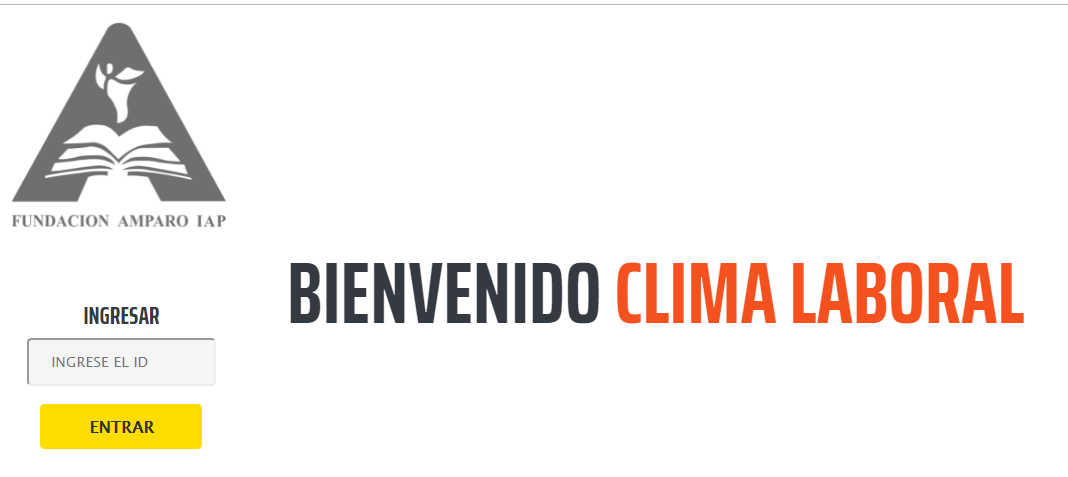 FUNDACION AMPARO IAP
INGRESAR
INGRESE EL ID
ENTRAR
BIENVENIDO CLIMA LABORAL